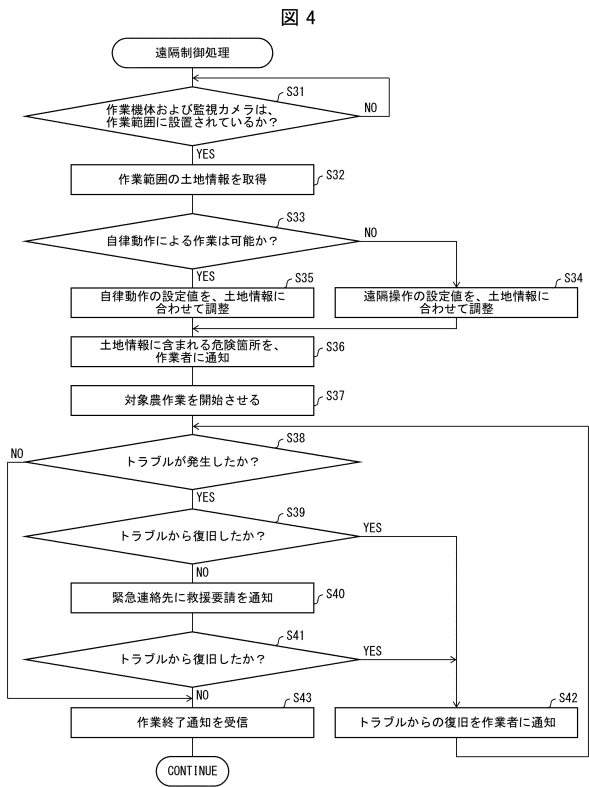 図 4
遠隔制御処理
S31
作業機体および監視カメラは、
作業範囲に設置されているか？
NO
YES
S32
作業範囲の土地情報を取得
S33
自律動作による作業は可能か？
NO
YES
S35
自律動作の設定値を、土地情報に
合わせて調整
S34
遠隔操作の設定値を、土地情報に
合わせて調整
S36
土地情報に含まれる危険箇所を、
作業者に通知
S37
対象農作業を開始させる
S38
トラブルが発生したか？
NO
YES
S39
トラブルから復旧したか？
YES
NO
S40
緊急連絡先に救援要請を通知
S41
トラブルから復旧したか？
YES
NO
S43
作業終了通知を受信
S42
トラブルからの復旧を作業者に通知
CONTINUE